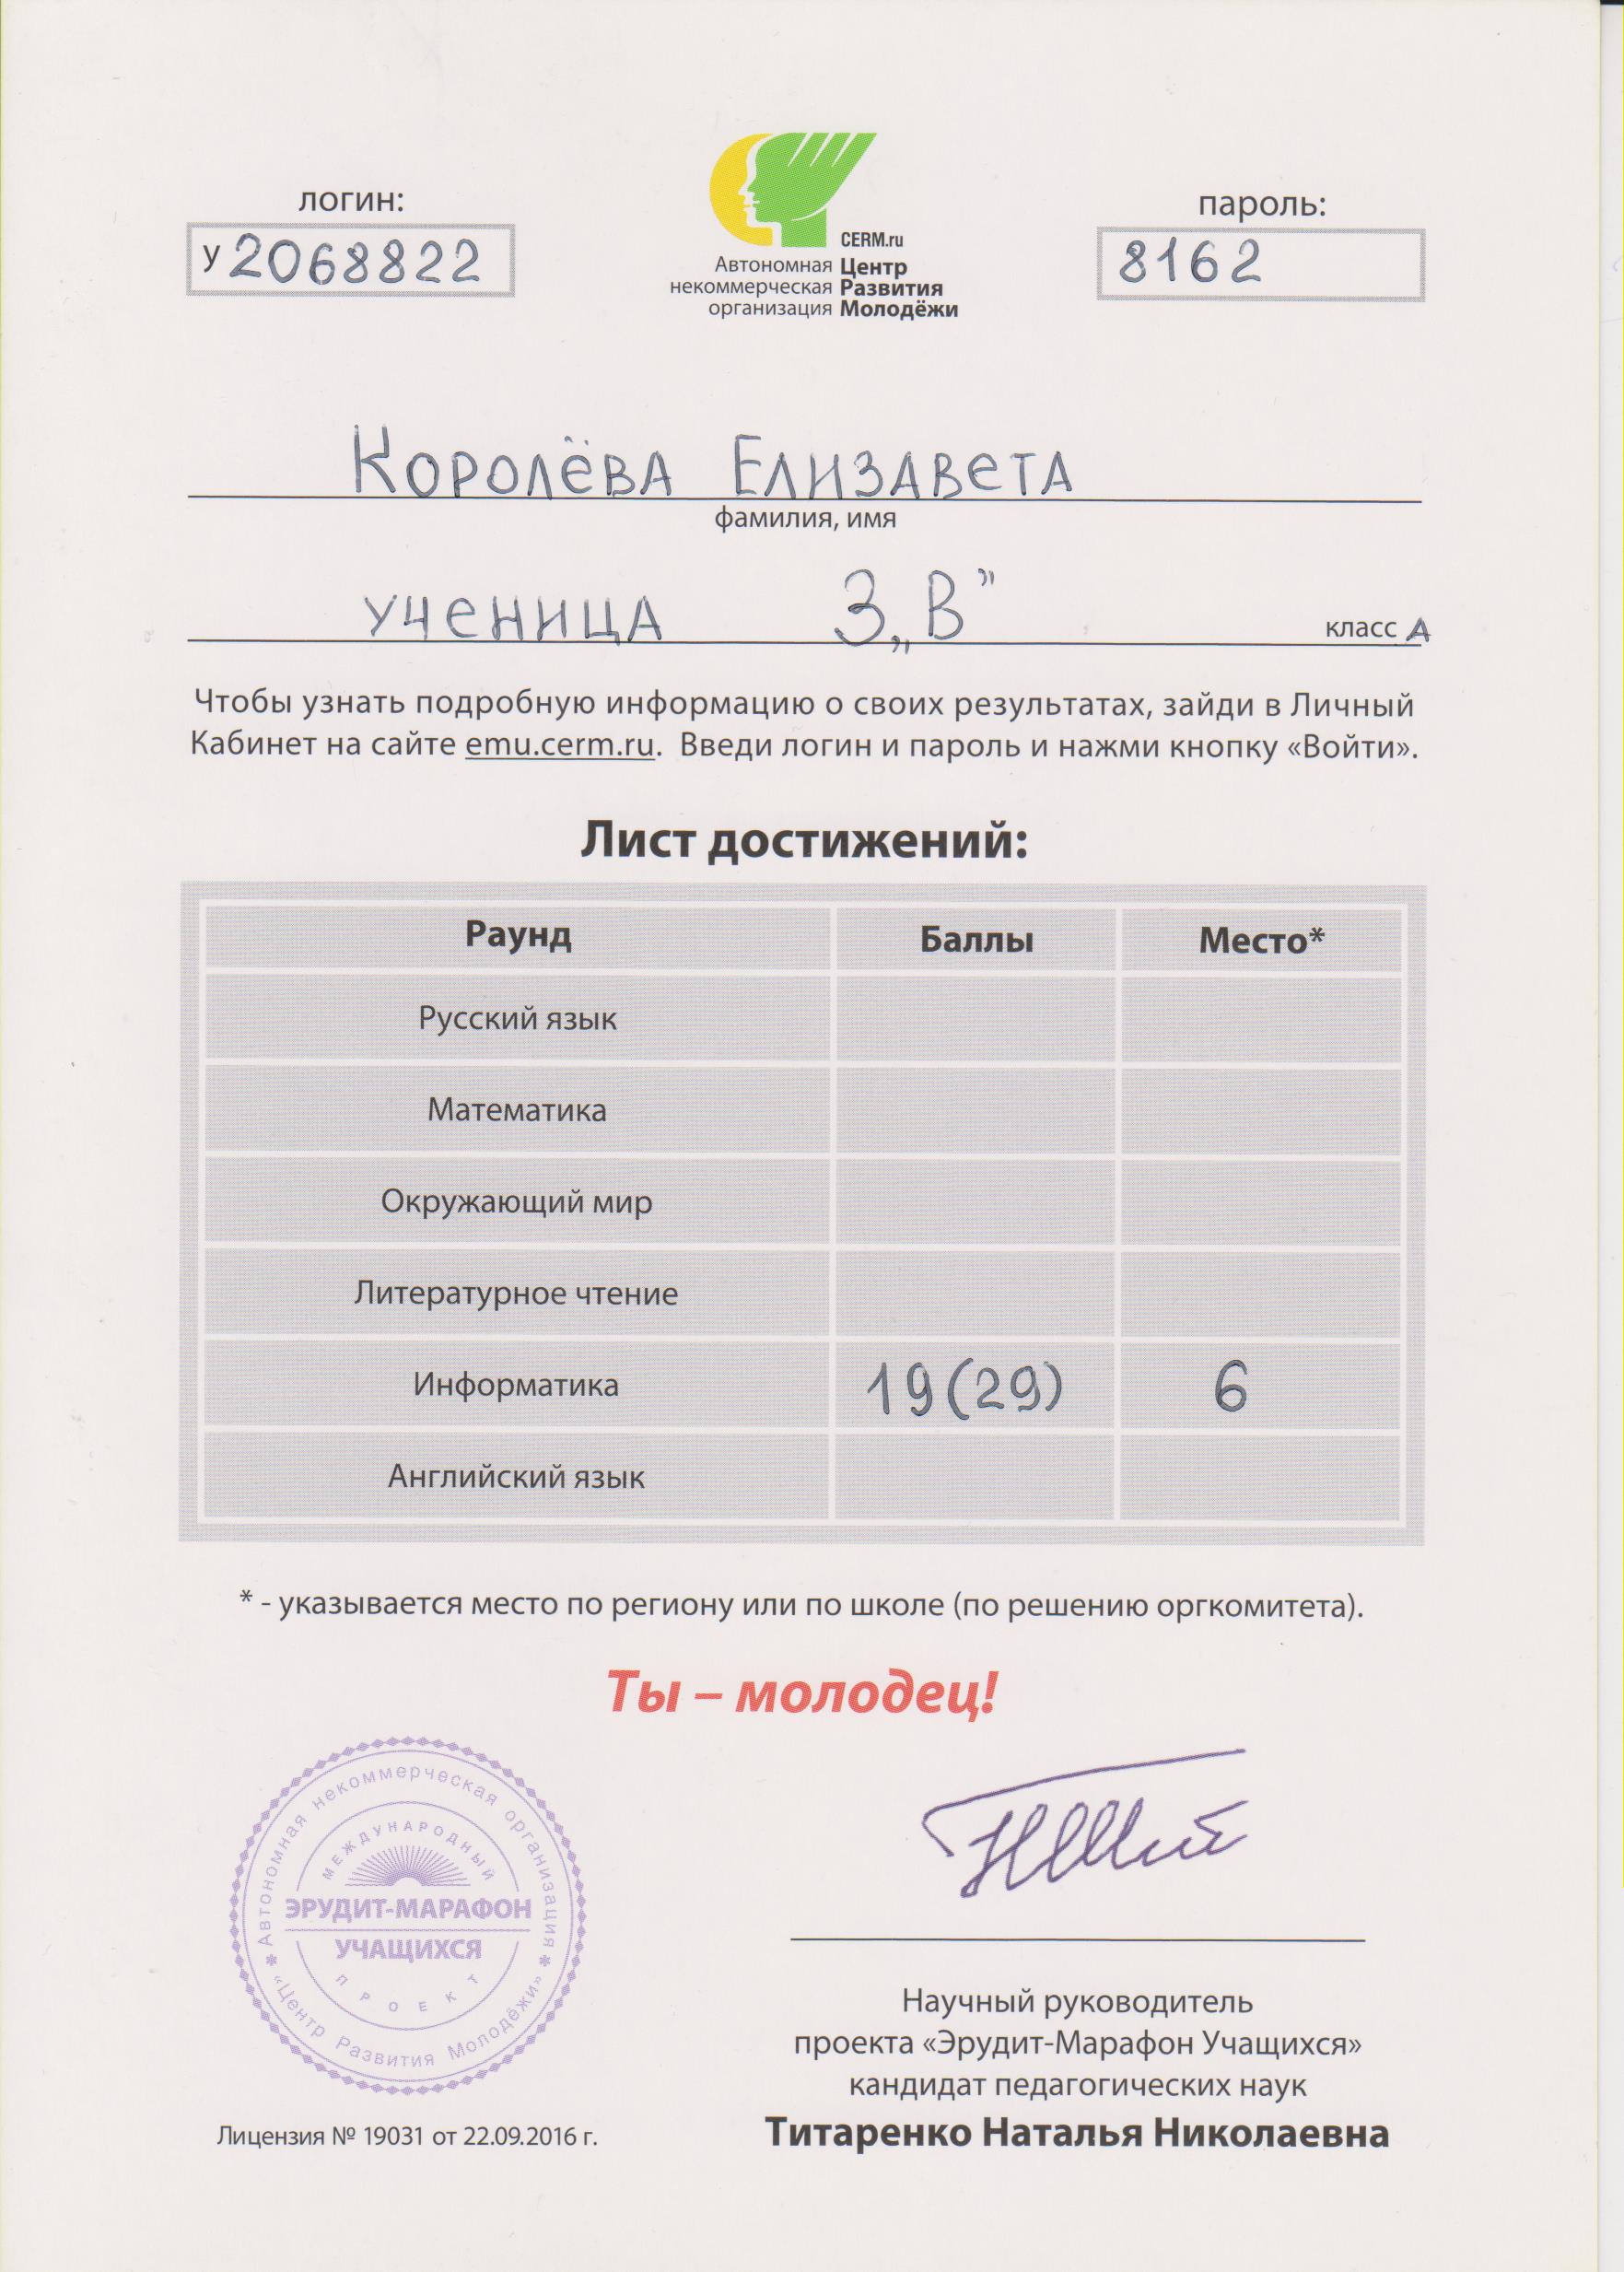 логин:
у 2068822
CERM.ru
Автономная Центр
некоммерческая Развития
организация Молодёжи
пароль:
8162
Королёва Елизавета
фамилия, имя
ученица 3 „В” класс А
Чтобы узнать подробную информацию о своих результатах, зайди в Личный
Кабинет на сайте emu.cerm.ru. Введи логин и пароль и нажми кнопку «Войти».
Лист достижений:
Раунд Баллы Место*
Русский язык
Математика
Окружающий мир
Литературное чтение
Информатика 19(29) 6
Английский язык
* - указывается место по региону или по школе (по решению оргкомитета).
Ты – молодец!
Автономная некоммерческая организация
* «Центр Развития Молодёжи» *
МЕЖДУНАРОДНЫЙ
ЭРУДИТ-МАРАФОН
УЧАЩИХСЯ
ПРОЕКТ
Лицензия № 19031 от 22.09.2016 г.
Научный руководитель
проекта «Эрудит-Марафон Учащихся»
кандидат педагогических наук
Титаренко Наталья Николаевна